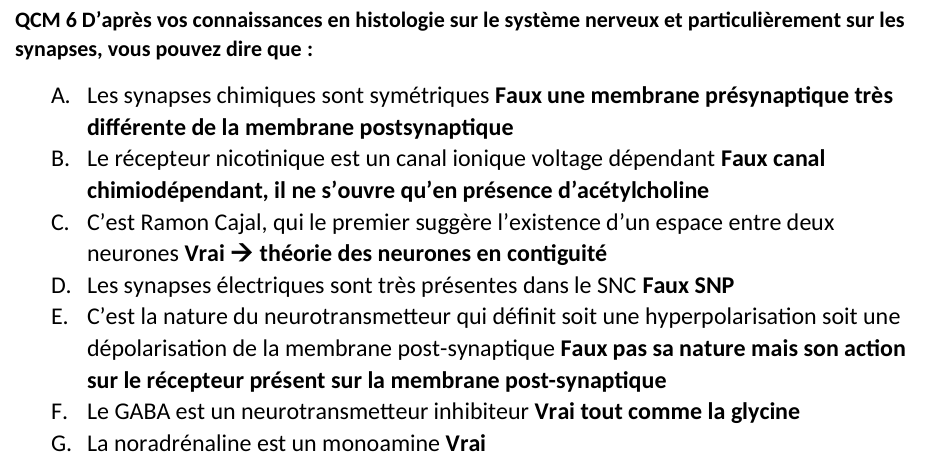 QCM 6 D’après vos connaissances en histologie sur le système nerveux et particulièrement sur les
synapses, vous pouvez dire que :
A. Les synapses chimiques sont symétriques Faux une membrane présynaptique très
différente de la membrane postsynaptique
B. Le récepteur nicotinique est un canal ionique voltage dépendant Faux canal
chimiodépendant, il ne s’ouvre qu’en présence d’acétylcholine
C. C’est Ramon Cajal, qui le premier suggère l’existence d’un espace entre deux
neurones Vrai → théorie des neurones en contiguité
D. Les synapses électriques sont très présentes dans le SNC Faux SNP
E. C’est la nature du neurotransmetteur qui définit soit une hyperpolarisation soit une
dépolarisation de la membrane post-synaptique Faux pas sa nature mais son action
sur le récepteur présent sur la membrane post-synaptique
F. Le GABA est un neurotransmetteur inhibiteur Vrai tout comme la glycine
G. La noradrénaline est un monoamine Vrai